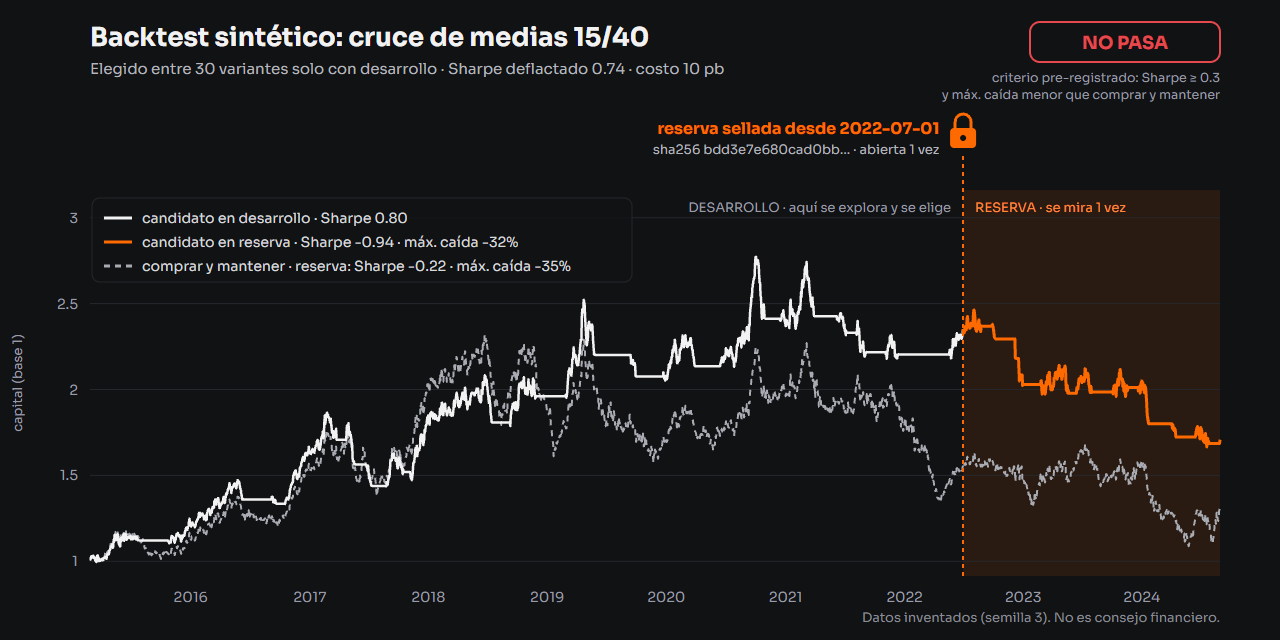 Backtest sintético: cruce de medias 15/40
Elegido entre 30 variantes solo con desarrollo · Sharpe deflactado 0.74 · costo 10 pb
NO PASA
criterio pre-registrado: Sharpe ≥ 0.3
y máx. caída menor que comprar y mantener
reserva sellada desde 2022-07-01
sha256 bdd3e7e680cad0bb... · abierta 1 vez
candidato en desarrollo · Sharpe 0.80
candidato en reserva · Sharpe -0.94 · máx. caída -32%
comprar y mantener · reserva: Sharpe -0.22 · máx. caída -35%
DESARROLLO · aquí se explora y se elige
RESERVA · se mira 1 vez
capital (base 1)
3
2.5
2
1.5
1
2016 2017 2018 2019 2020 2021 2022 2023 2024
Datos inventados (semilla 3). No es consejo financiero.